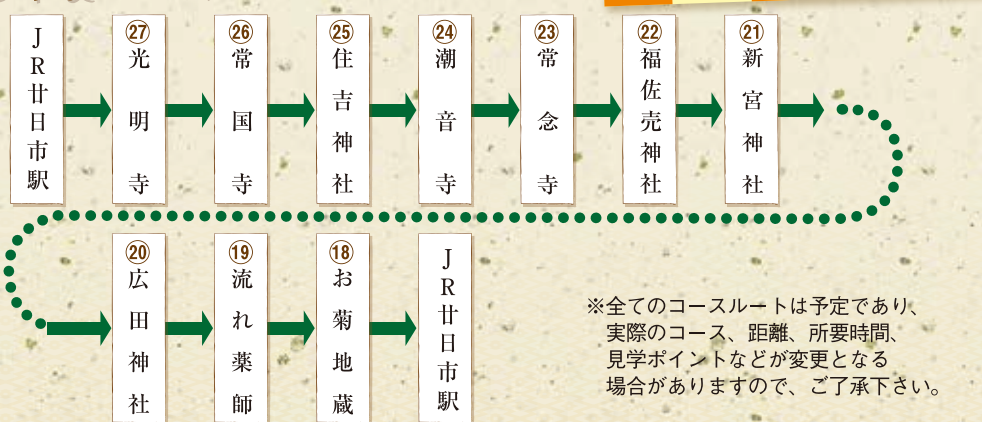 JR廿日市駅
㉗光明寺
㉖常国寺
㉕住吉神社
㉔潮音寺
㉓常念寺
㉒福佐売神社
㉑新宮神社
⑳広田神社
⑲流れ薬師
⑱お菊地蔵
JR廿日市駅
※全てのコースルートは予定であり、
実際のコース、距離、所要時間、
見学ポイントなどが変更となる
場合がありますので、ご了承下さい。